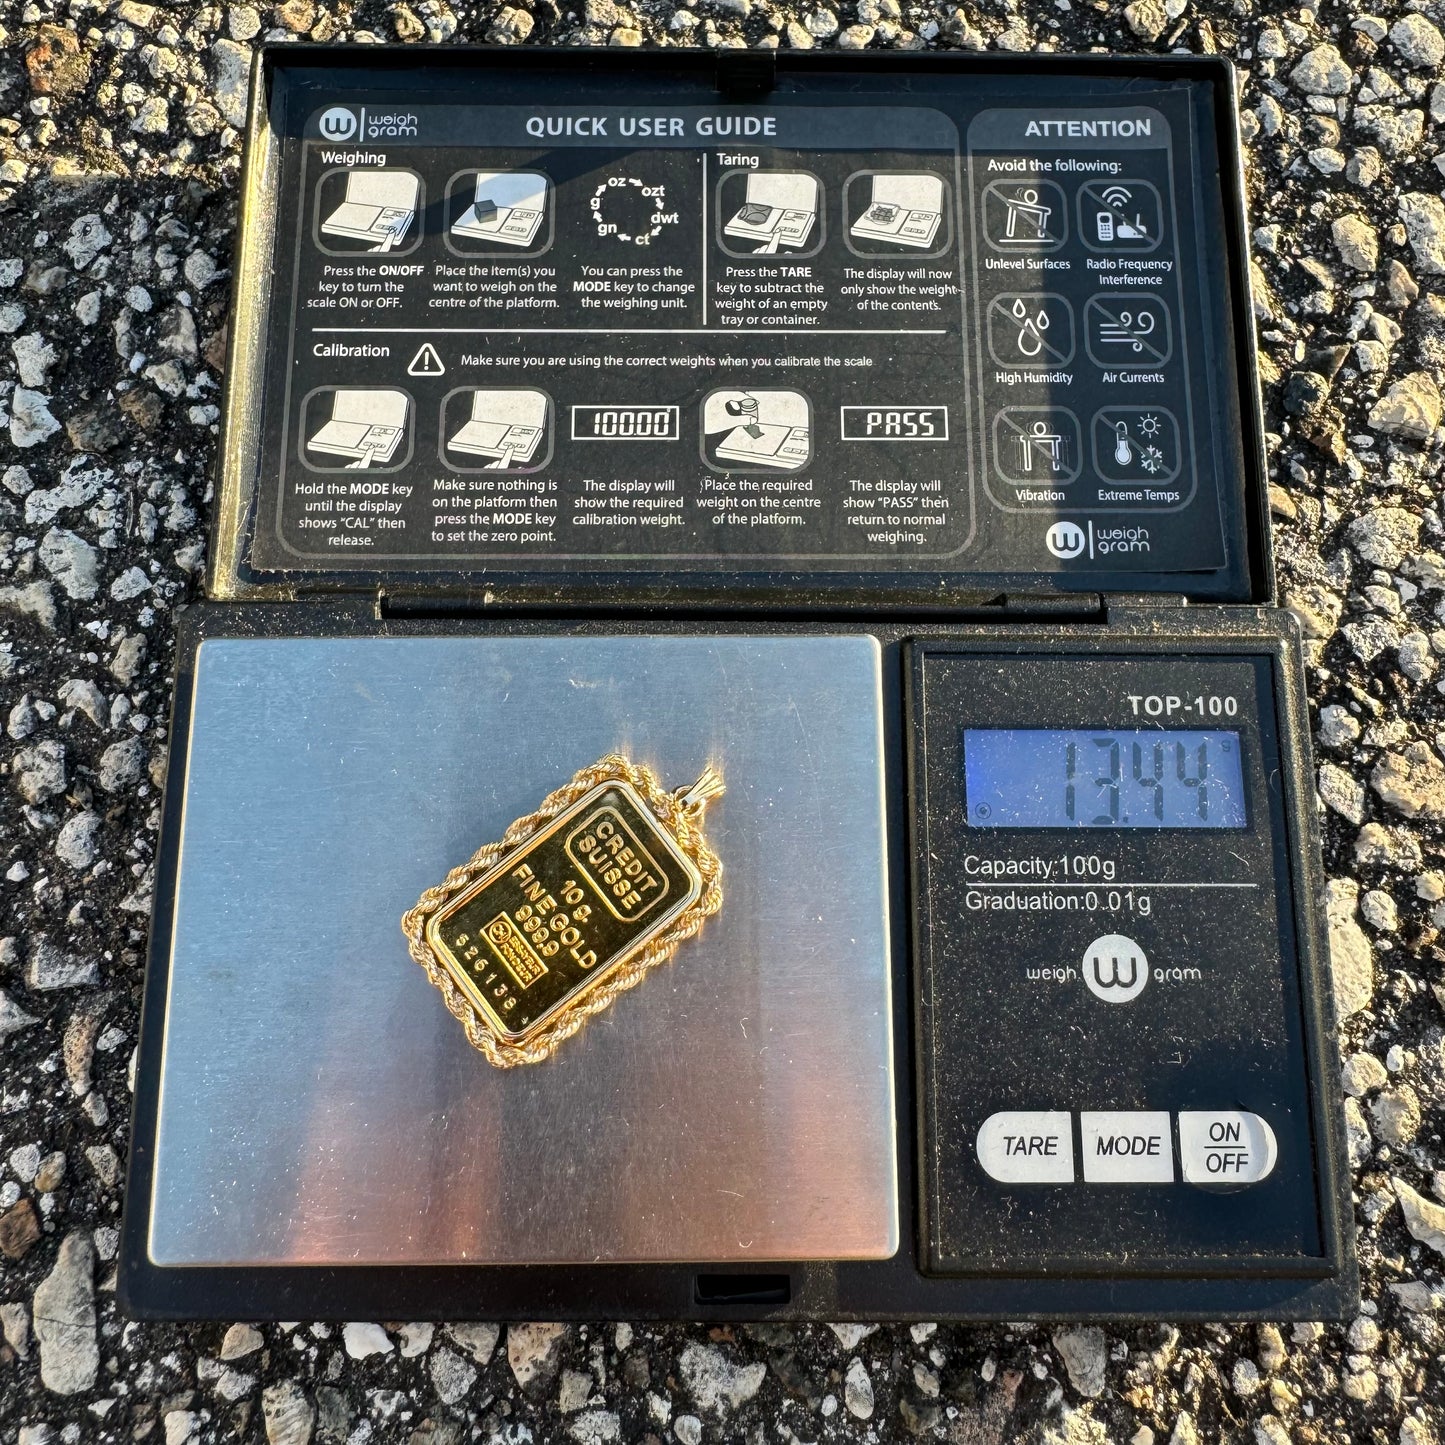 weigh
gram
QUICK USER GUIDE
Weighing
g oz ozt dwt ct gn
Press the ON/OFF
key to turn the
scale ON or OFF.
Place the item(s) you
want to weigh on the
centre of the platform.
You can press the
MODE key to change
the weighing unit.
Taring
Press the TARE
key to subtract the
weight of an empty
tray or container.
The display will now
only show the weight
of the contents.
Calibration
Make sure you are using the correct weights when you calibrate the scale
100.00
PASS
Hold the MODE key
until the display
shows "CAL" then
release.
Make sure nothing is
on the platform then
press the MODE key
to set the zero point.
The display will
show the required
calibration weight.
Place the required
weight on the centre
of the platform.
The display will
show "PASS" then
return to normal
weighing.
ATTENTION
Avoid the following:
Unlevel Surfaces
Radio Frequency
Interference
High Humidity
Air Currents
Vibration
Extreme Temps
weigh
gram
CREDIT
SUISSE
10g.
FINE GOLD
999,9
ESSAYEUR
FONDEUR
526138
TOP-100
13.44 g
Capacity:100g
Graduation:0.01g
weigh gram
TARE
MODE
ON
OFF